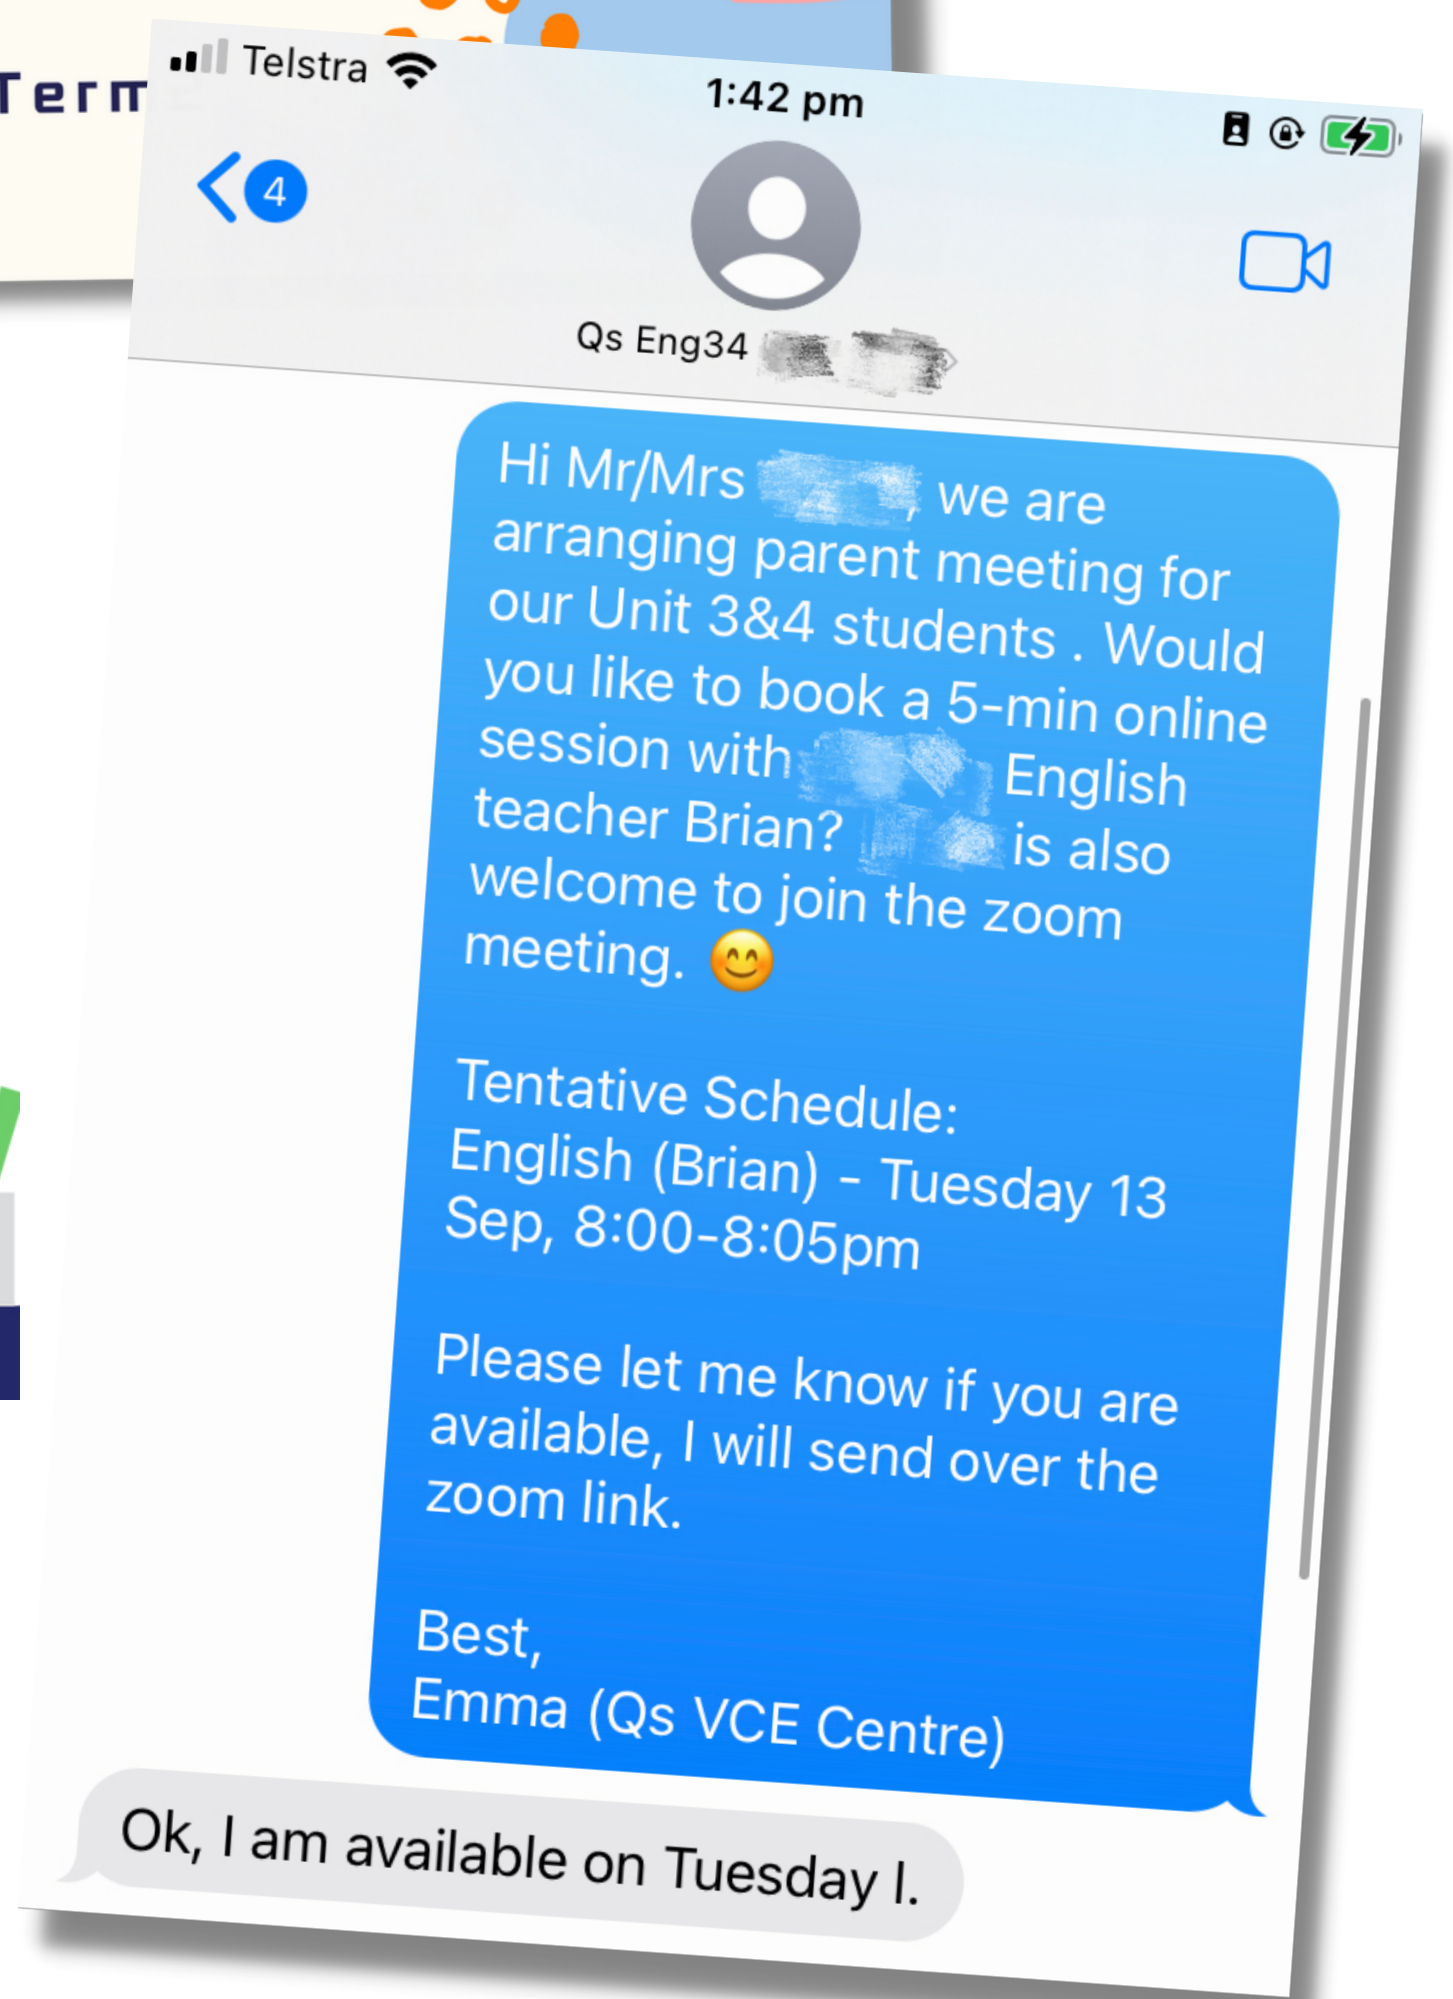 Term
Telstra
1:42 pm
4
Qs Eng34
Hi Mr/Mrs , we are
arranging parent meeting for
our Unit 3&4 students . Would
you like to book a 5-min online
session with English
teacher Brian? is also
welcome to join the zoom
meeting. 😊
Tentative Schedule:
English (Brian) - Tuesday 13
Sep, 8:00-8:05pm
Please let me know if you are
available, I will send over the
zoom link.
Best,
Emma (Qs VCE Centre)
Ok, I am available on Tuesday I.